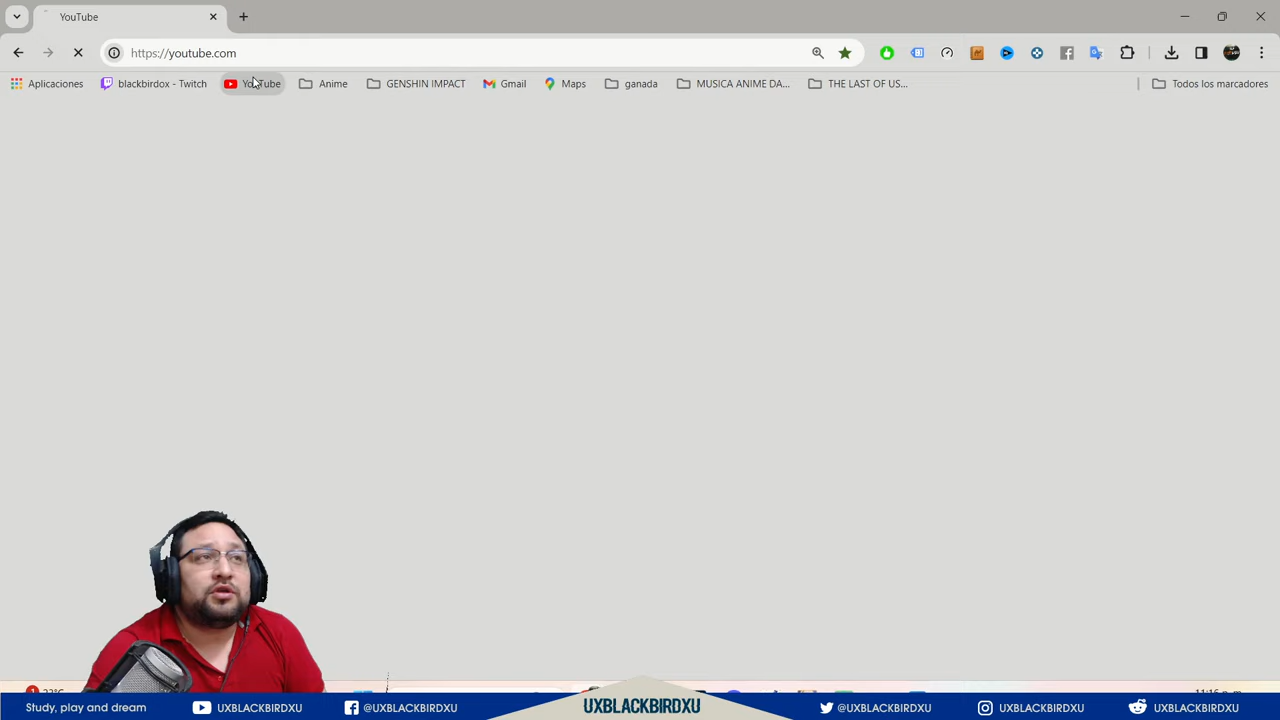 YouTube
https://youtube.com
Aplicaciones blackbirdox - Twitch YouTube Anime GENSHIN IMPACT Gmail Maps ganada MUSICA ANIME DA... THE LAST OF US... Todos los marcadores
Study, play and dream UXBLACKBIRDXU @UXBLACKBIRDXU UXBLACKBIRDXU @UXBLACKBIRDXU UXBLACKBIRDXU UXBLACKBIRDXU